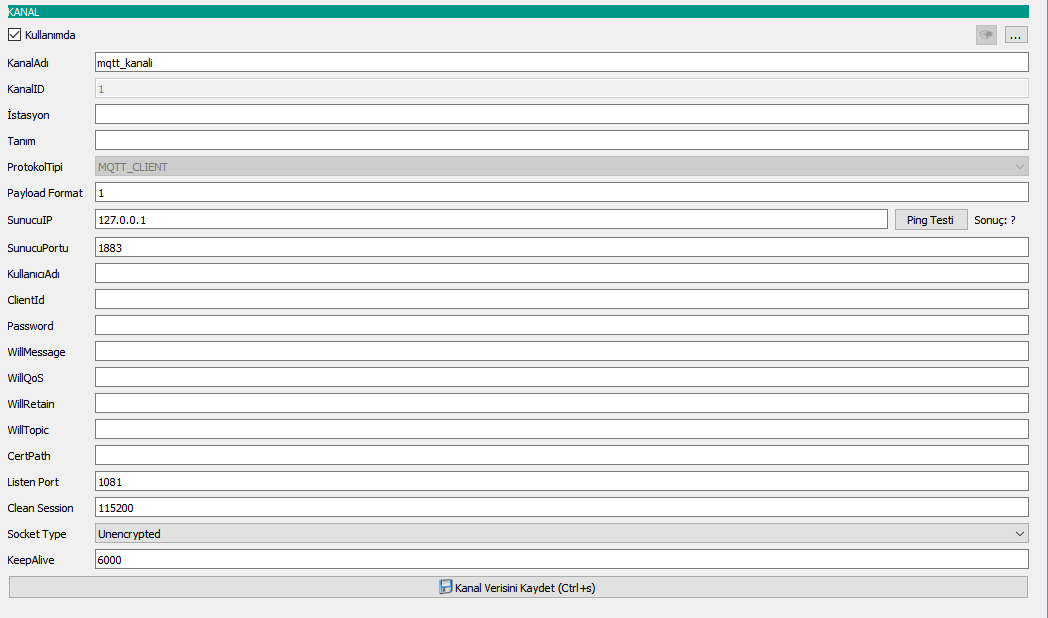 KANAL
Kullanımda ...
KanalAdı mqtt_kanali
KanalID 1
İstasyon
Tanım
ProtokolTipi MQTT_CLIENT
Payload Format 1
SunucuIP 127.0.0.1 Ping Testi Sonuç: ?
SunucuPortu 1883
KullanıcıAdı
ClientId
Password
WillMessage
WillQoS
WillRetain
WillTopic
CertPath
Listen Port 1081
Clean Session 115200
Socket Type Unencrypted
KeepAlive 6000
Kanal Verisini Kaydet (Ctrl+s)